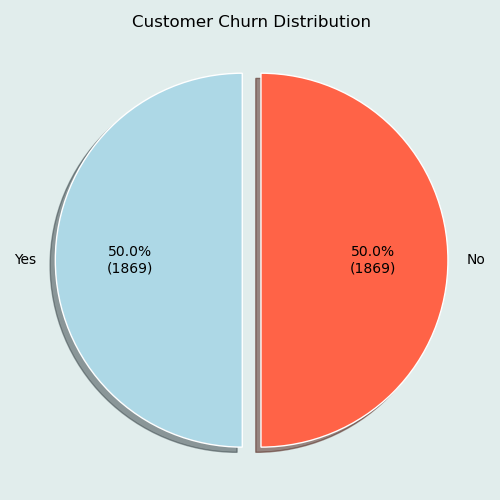 Customer Churn Distribution
Yes
50.0%
(1869)
50.0%
(1869)
No